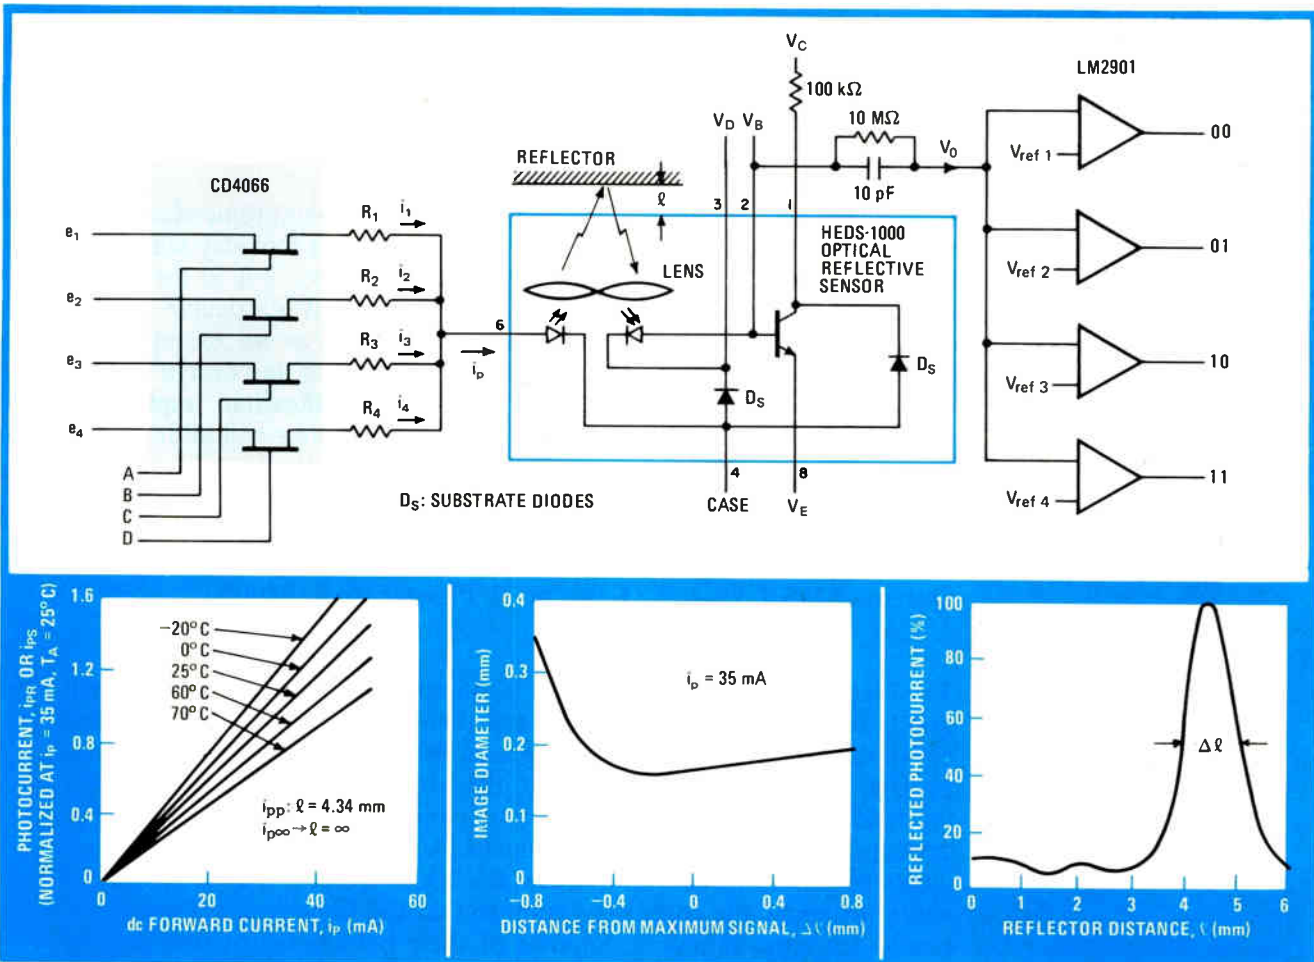 CD4066
e1
e2
e3
e4
R1 i1
R2 i2
R3 i3
R4 i4
A
B
C
D
ip
6
REFLECTOR
ℓ
LENS
VD VB
VC
100 kΩ
10 MΩ
10 pF
VO
3 2 1
HEDS-1000
OPTICAL
REFLECTIVE
SENSOR
DS
DS
4 8
CASE VE
DS: SUBSTRATE DIODES
LM2901
Vref 1
00
Vref 2
01
Vref 3
10
Vref 4
11
PHOTOCURRENT, iPR OR iPS
(NORMALIZED AT iP = 35 mA, TA = 25°C)
1.6
1.2
0.8
0.4
0
−20°C
0°C
25°C
60°C
70°C
ipp: ℓ = 4.34 mm
ip∞→ℓ = ∞
0 20 40 60
dc FORWARD CURRENT, iP (mA)
IMAGE DIAMETER (mm)
0.4
0.3
0.2
0.1
0
ip = 35 mA
−0.8 −0.4 0 0.4 0.8
DISTANCE FROM MAXIMUM SIGNAL, Δℓ (mm)
REFLECTED PHOTOCURRENT (%)
100
80
60
40
20
0
Δℓ
0 1 2 3 4 5 6
REFLECTOR DISTANCE, ℓ (mm)